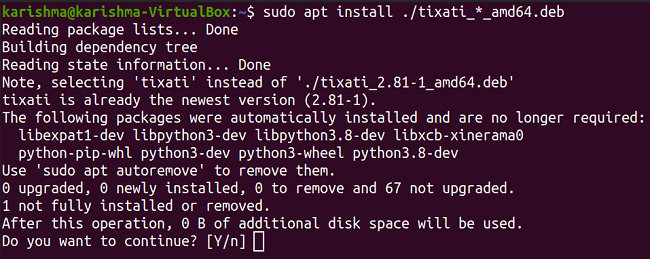 karishma@karishma-VirtualBox:~$ sudo apt install ./tixati_*_amd64.deb
Reading package lists... Done
Building dependency tree
Reading state information... Done
Note, selecting 'tixati' instead of './tixati_2.81-1_amd64.deb'
tixati is already the newest version (2.81-1).
The following packages were automatically installed and are no longer required:
  libexpat1-dev libpython3-dev libpython3.8-dev libxcb-xinerama0
  python-pip-whl python3-dev python3-wheel python3.8-dev
Use 'sudo apt autoremove' to remove them.
0 upgraded, 0 newly installed, 0 to remove and 67 not upgraded.
1 not fully installed or removed.
After this operation, 0 B of additional disk space will be used.
Do you want to continue? [Y/n]